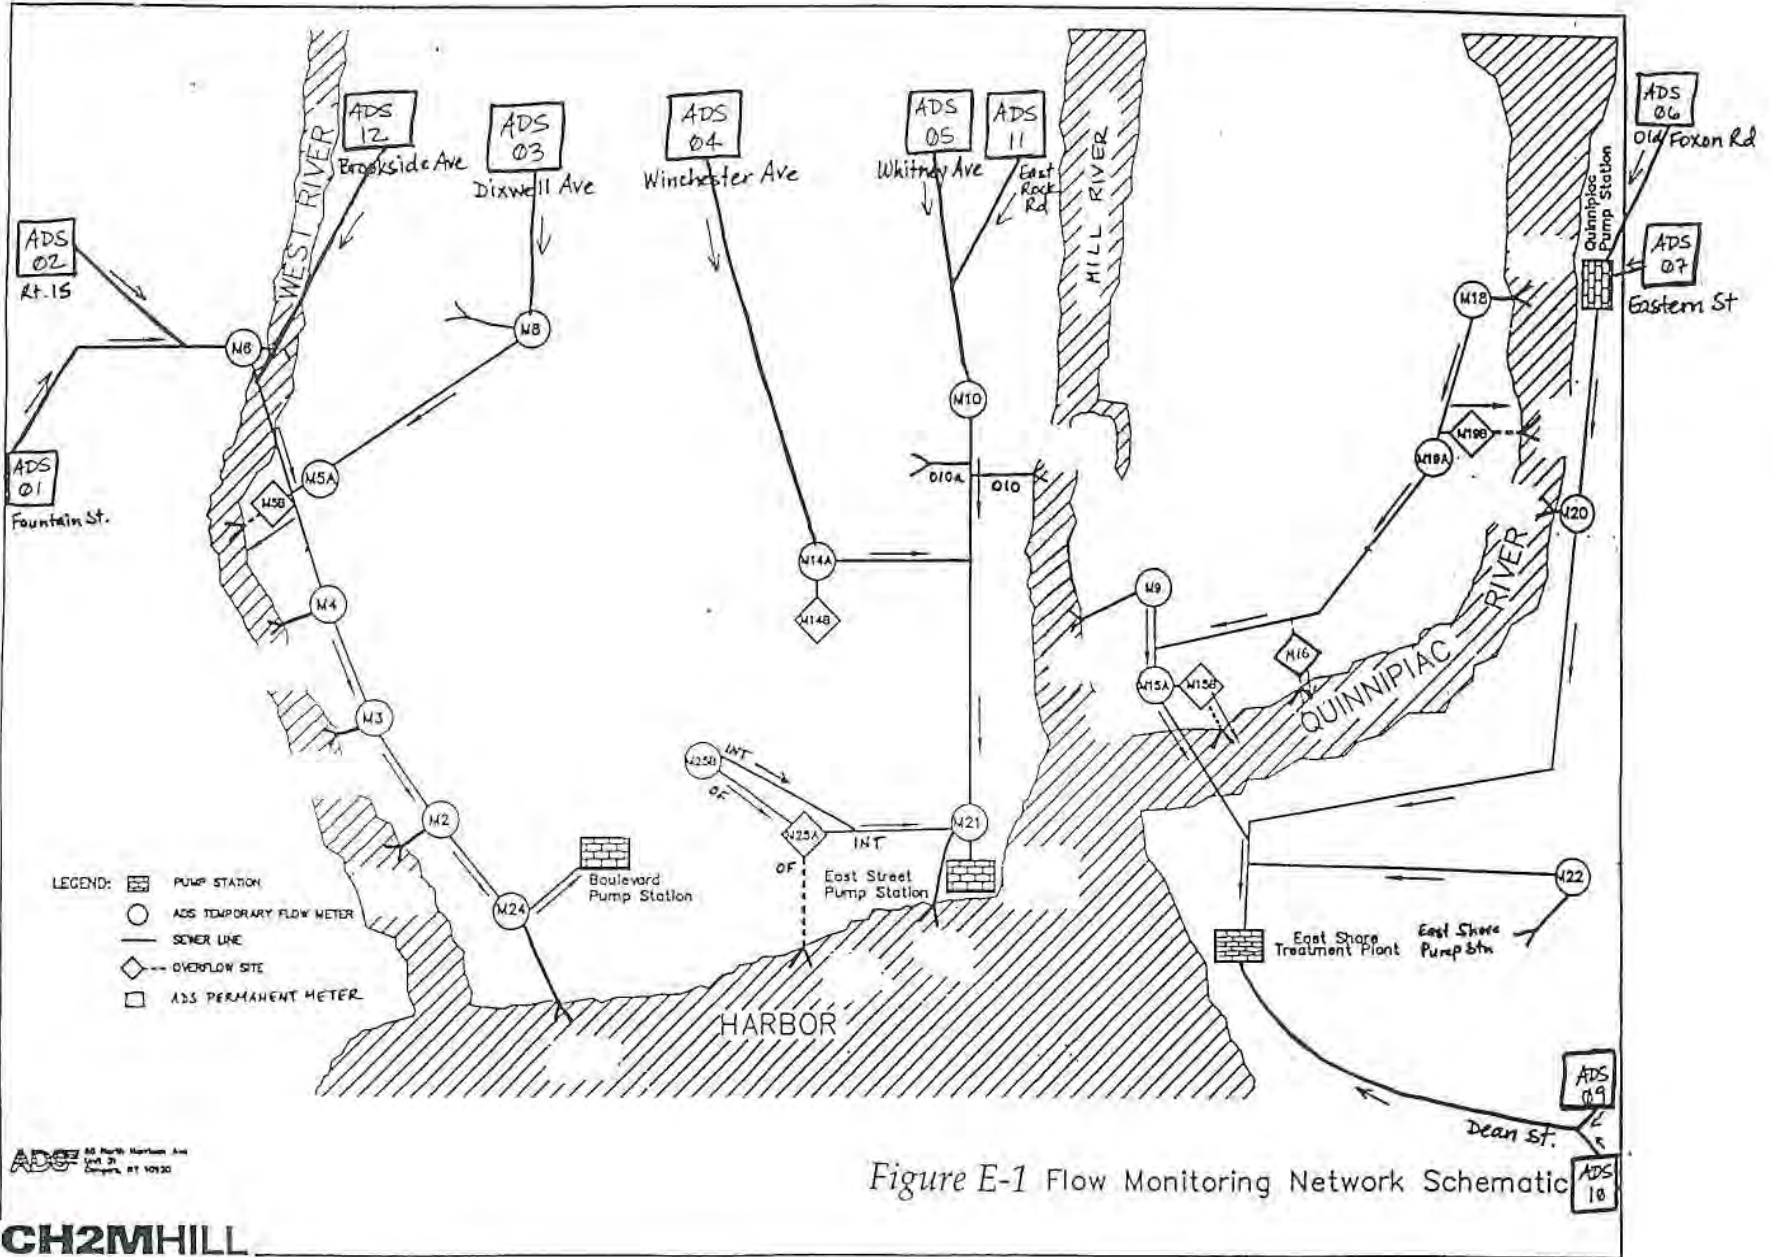 ADS
12
Brookside Ave
ADS
03
Dixwell Ave
ADS
04
Winchester Ave
ADS
05
Whitney Ave
ADS
11
East
Rock
Rd
ADS
06
Old Foxon Rd
ADS
07
Eastern St
Quinnipiac
Pump Station
ADS
02
Rt.15
ADS
01
Fountain St.
WEST RIVER
HILL RIVER
QUINNIPIAC
RIVER
HARBOR
M6
M8
M5A
M5B
M4
M3
M2
M24
Boulevard
Pump Station
M10
010a
010
M14A
M14B
M25B
INT
OF
M25A
INT
OF
M21
East Street
Pump Station
M18
M19B
M19A
M20
M9
M15A
M15B
M16
M22
East Shore
Treatment Plant
East Shore
Pump Stn
ADS
09
Dean St.
ADS
10
LEGEND:
PUMP STATION
ADS TEMPORARY FLOW METER
SEWER LINE
OVERFLOW SITE
ADS PERMANENT METER
ADS
Figure E-1 Flow Monitoring Network Schematic
CH2MHILL